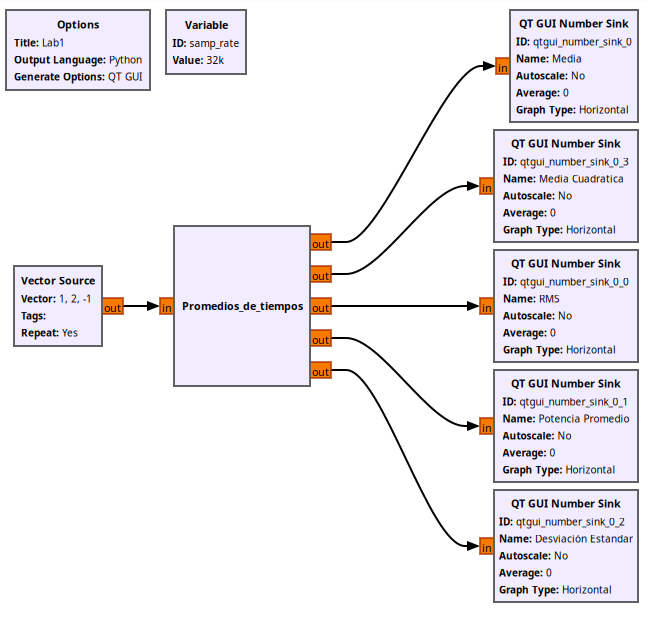 Options
Title: Lab1
Output Language: Python
Generate Options: QT GUI
Variable
ID: samp_rate
Value: 32k
QT GUI Number Sink
ID: qtgui_number_sink_0
Name: Media
Autoscale: No
Average: 0
Graph Type: Horizontal
in
QT GUI Number Sink
ID: qtgui_number_sink_0_3
Name: Media Cuadratica
Autoscale: No
Average: 0
Graph Type: Horizontal
in
Vector Source
Vector: 1, 2, -1
Tags:
Repeat: Yes
out
in
Promedios_de_tiempos
out
out
out
out
out
QT GUI Number Sink
ID: qtgui_number_sink_0_0
Name: RMS
Autoscale: No
Average: 0
Graph Type: Horizontal
in
QT GUI Number Sink
ID: qtgui_number_sink_0_1
Name: Potencia Promedio
Autoscale: No
Average: 0
Graph Type: Horizontal
in
QT GUI Number Sink
ID: qtgui_number_sink_0_2
Name: Desviación Estandar
Autoscale: No
Average: 0
Graph Type: Horizontal
in